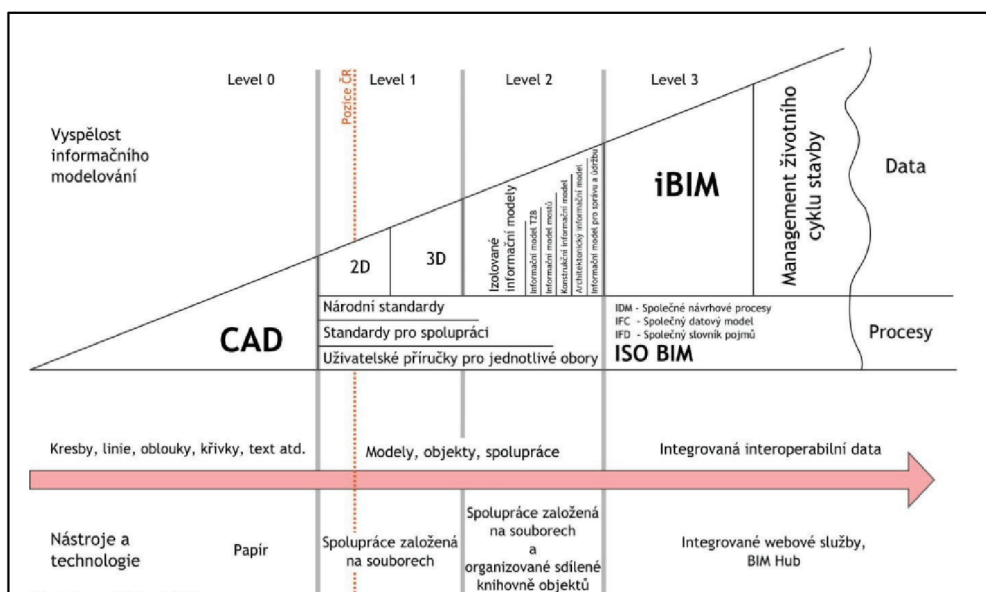 Level 0
Pozice ČR
Level 1
Level 2
Level 3
Vyspělost
informačního
modelování
2D
3D
Izolované
informační modely
Informační model TZB
Informační model mostů
Konstrukční informační model
Architektonický informační model
Informační model pro správu a údržbu
iBIM
Management životního
cyklu stavby
Data
CAD
Národní standardy
Standardy pro spolupráci
Uživatelské příručky pro jednotlivé obory
IDM - Společné návrhové procesy
IFC - Společný datový model
IFD - Společný slovník pojmů
ISO BIM
Procesy
Kresby, linie, oblouky, křivky, text atd.
Modely, objekty, spolupráce
Integrovaná interoperabilní data
Nástroje a
technologie
Papír
Spolupráce založená
na souborech
Spolupráce založená
na souborech
a
organizované sdílené
knihovně objektů
Integrované webové služby,
BIM Hub